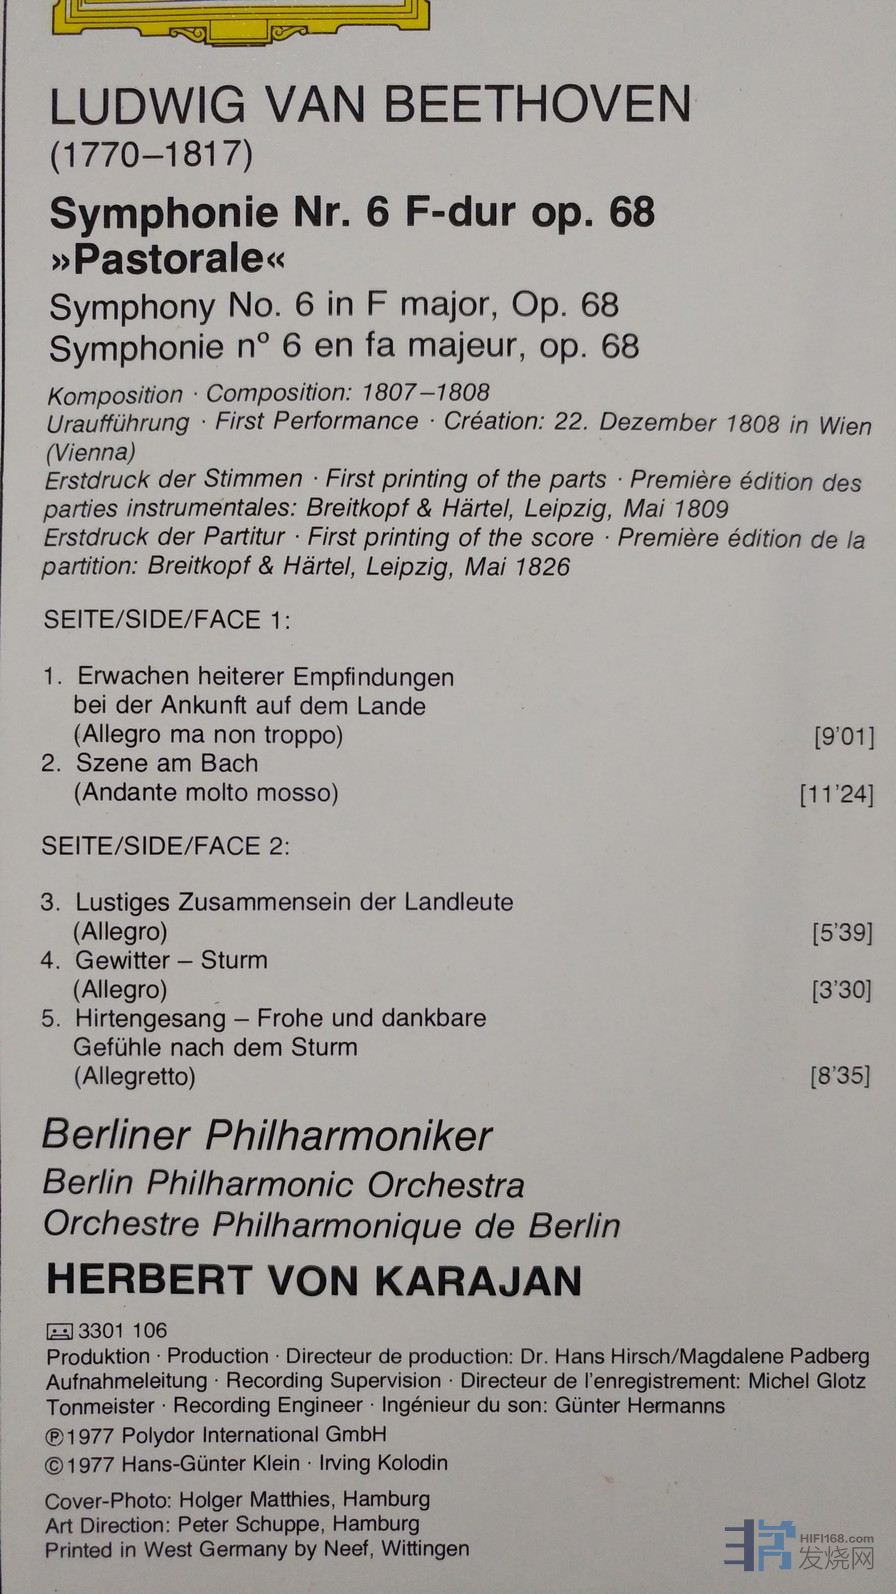 LUDWIG VAN BEETHOVEN
(1770–1817)
Symphonie Nr. 6 F-dur op. 68
»Pastorale«
Symphony No. 6 in F major, Op. 68
Symphonie nº 6 en fa majeur, op. 68
Komposition · Composition: 1807–1808
Uraufführung · First Performance · Création: 22. Dezember 1808 in Wien
(Vienna)
Erstdruck der Stimmen · First printing of the parts · Première édition des
parties instrumentales: Breitkopf & Härtel, Leipzig, Mai 1809
Erstdruck der Partitur · First printing of the score · Première édition de la
partition: Breitkopf & Härtel, Leipzig, Mai 1826
SEITE/SIDE/FACE 1:
1. Erwachen heiterer Empfindungen
bei der Ankunft auf dem Lande
(Allegro ma non troppo) [9'01]
2. Szene am Bach
(Andante molto mosso) [11'24]
SEITE/SIDE/FACE 2:
3. Lustiges Zusammensein der Landleute
(Allegro) [5'39]
4. Gewitter – Sturm
(Allegro) [3'30]
5. Hirtengesang – Frohe und dankbare
Gefühle nach dem Sturm
(Allegretto) [8'35]
Berliner Philharmoniker
Berlin Philharmonic Orchestra
Orchestre Philharmonique de Berlin
HERBERT VON KARAJAN
3301 106
Produktion · Production · Directeur de production: Dr. Hans Hirsch/Magdalene Padberg
Aufnahmeleitung · Recording Supervision · Directeur de l'enregistrement: Michel Glotz
Tonmeister · Recording Engineer · Ingénieur du son: Günter Hermanns
℗1977 Polydor International GmbH
©1977 Hans-Günter Klein · Irving Kolodin
Cover-Photo: Holger Matthies, Hamburg
Art Direction: Peter Schuppe, Hamburg
Printed in West Germany by Neef, Wittingen
HIFI168.com
发烧网